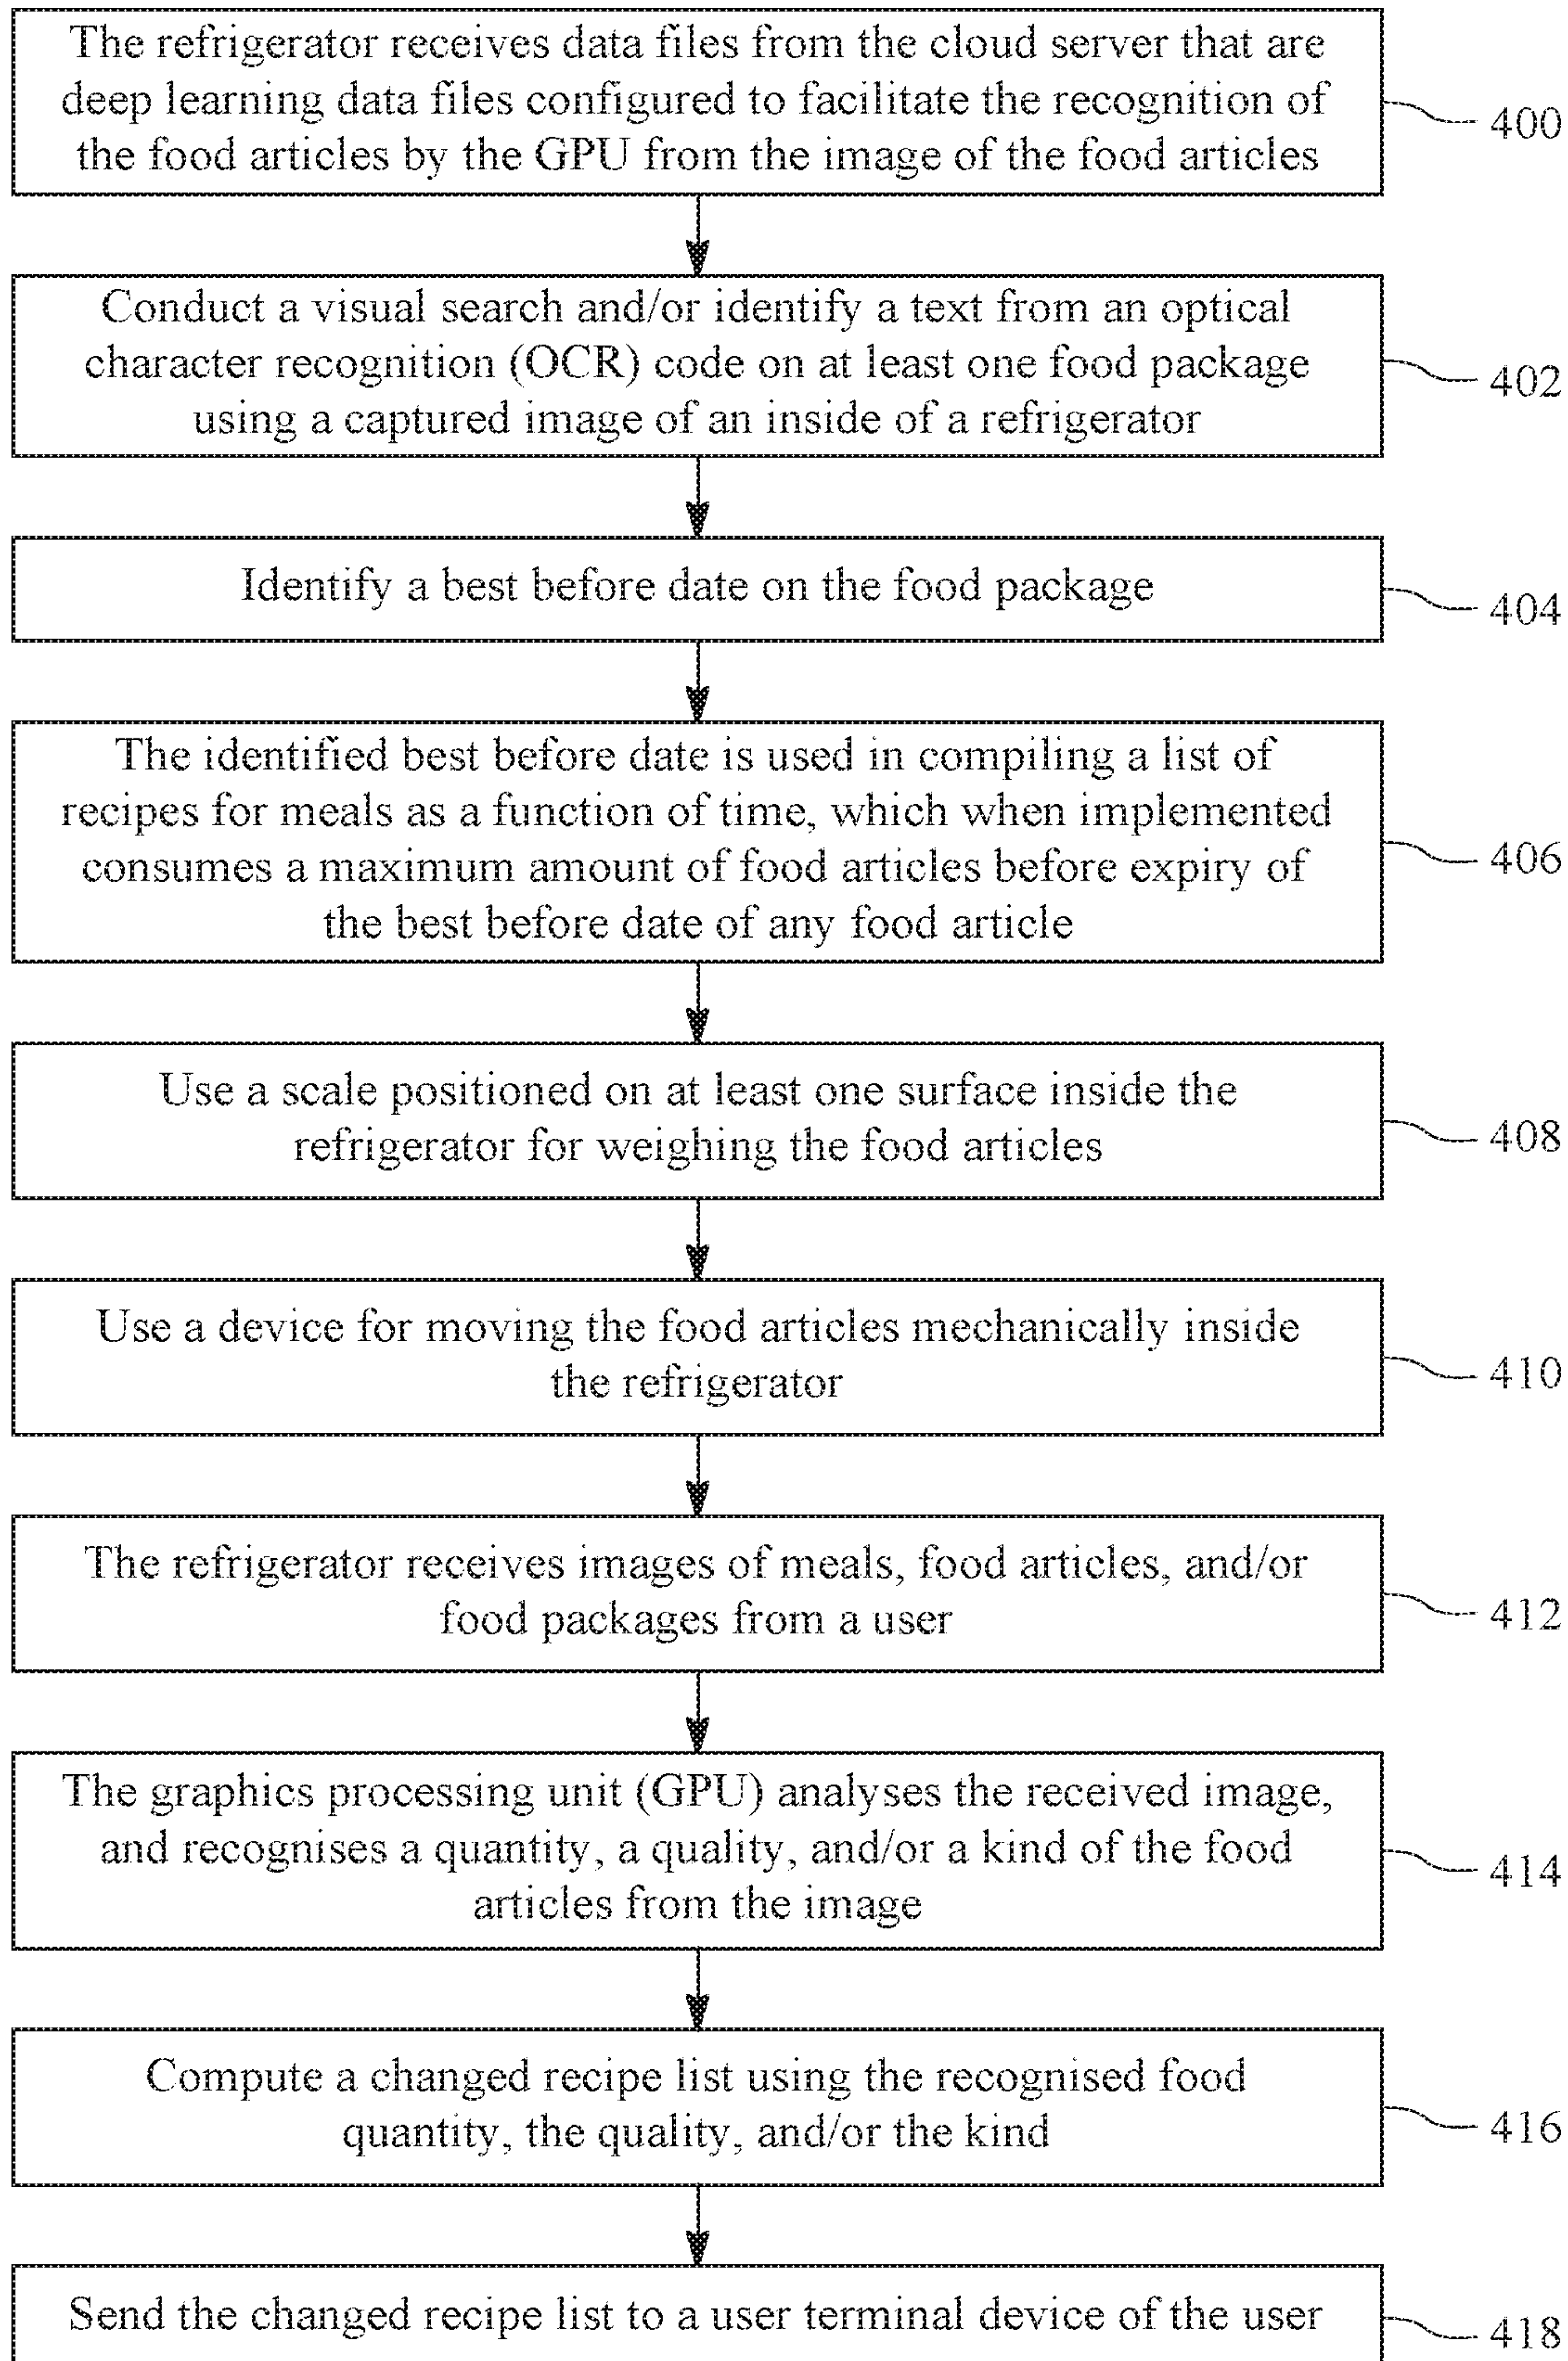 The refrigerator receives data files from the cloud server that are
deep learning data files configured to facilitate the recognition of
the food articles by the GPU from the image of the food articles
400
Conduct a visual search and/or identify a text from an optical
character recognition (OCR) code on at least one food package
using a captured image of an inside of a refrigerator
402
Identify a best before date on the food package
404
The identified best before date is used in compiling a list of
recipes for meals as a function of time, which when implemented
consumes a maximum amount of food articles before expiry of
the best before date of any food article
406
Use a scale positioned on at least one surface inside the
refrigerator for weighing the food articles
408
Use a device for moving the food articles mechanically inside
the refrigerator
410
The refrigerator receives images of meals, food articles, and/or
food packages from a user
412
The graphics processing unit (GPU) analyses the received image,
and recognises a quantity, a quality, and/or a kind of the food
articles from the image
414
Compute a changed recipe list using the recognised food
quantity, the quality, and/or the kind
416
Send the changed recipe list to a user terminal device of the user
418